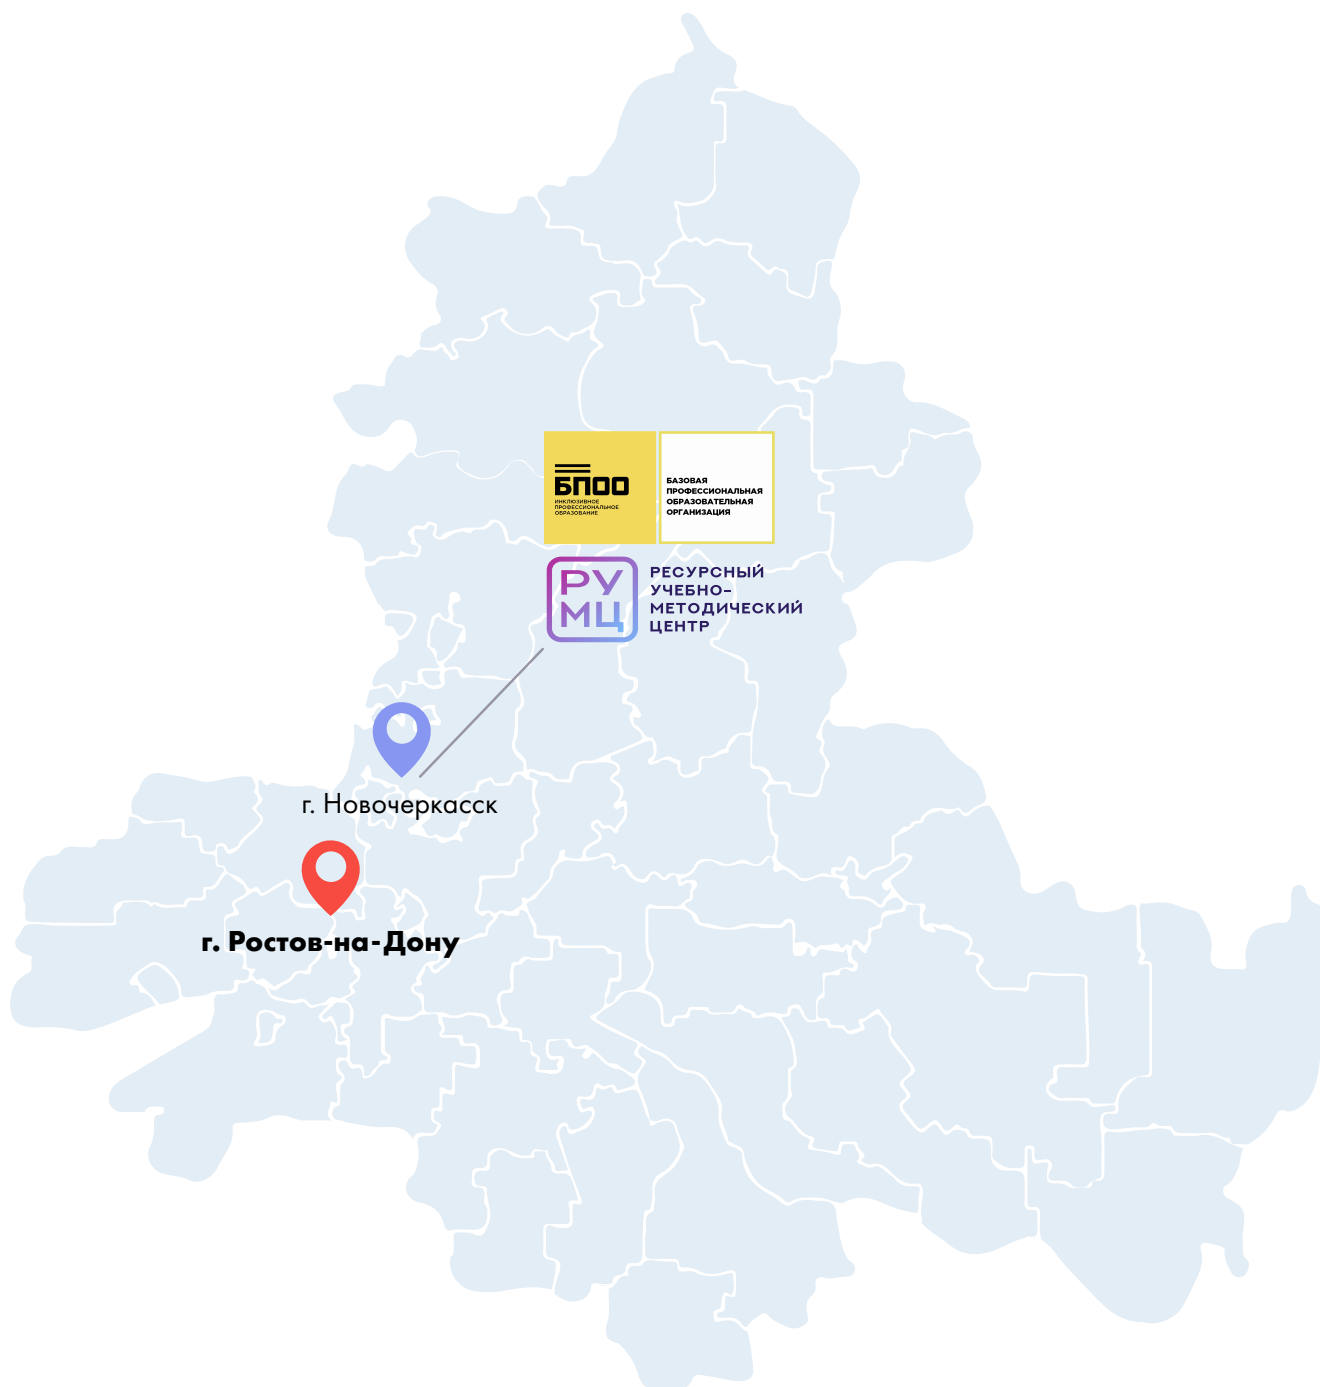 БПОО
ИНКЛЮЗИВНОЕ
ПРОФЕССИОНАЛЬНОЕ
ОБРАЗОВАНИЕ
БАЗОВАЯ
ПРОФЕССИОНАЛЬНАЯ
ОБРАЗОВАТЕЛЬНАЯ
ОРГАНИЗАЦИЯ
РУ
МЦ
РЕСУРСНЫЙ
УЧЕБНО-
МЕТОДИЧЕСКИЙ
ЦЕНТР
г. Новочеркасск
г. Ростов-на-Дону